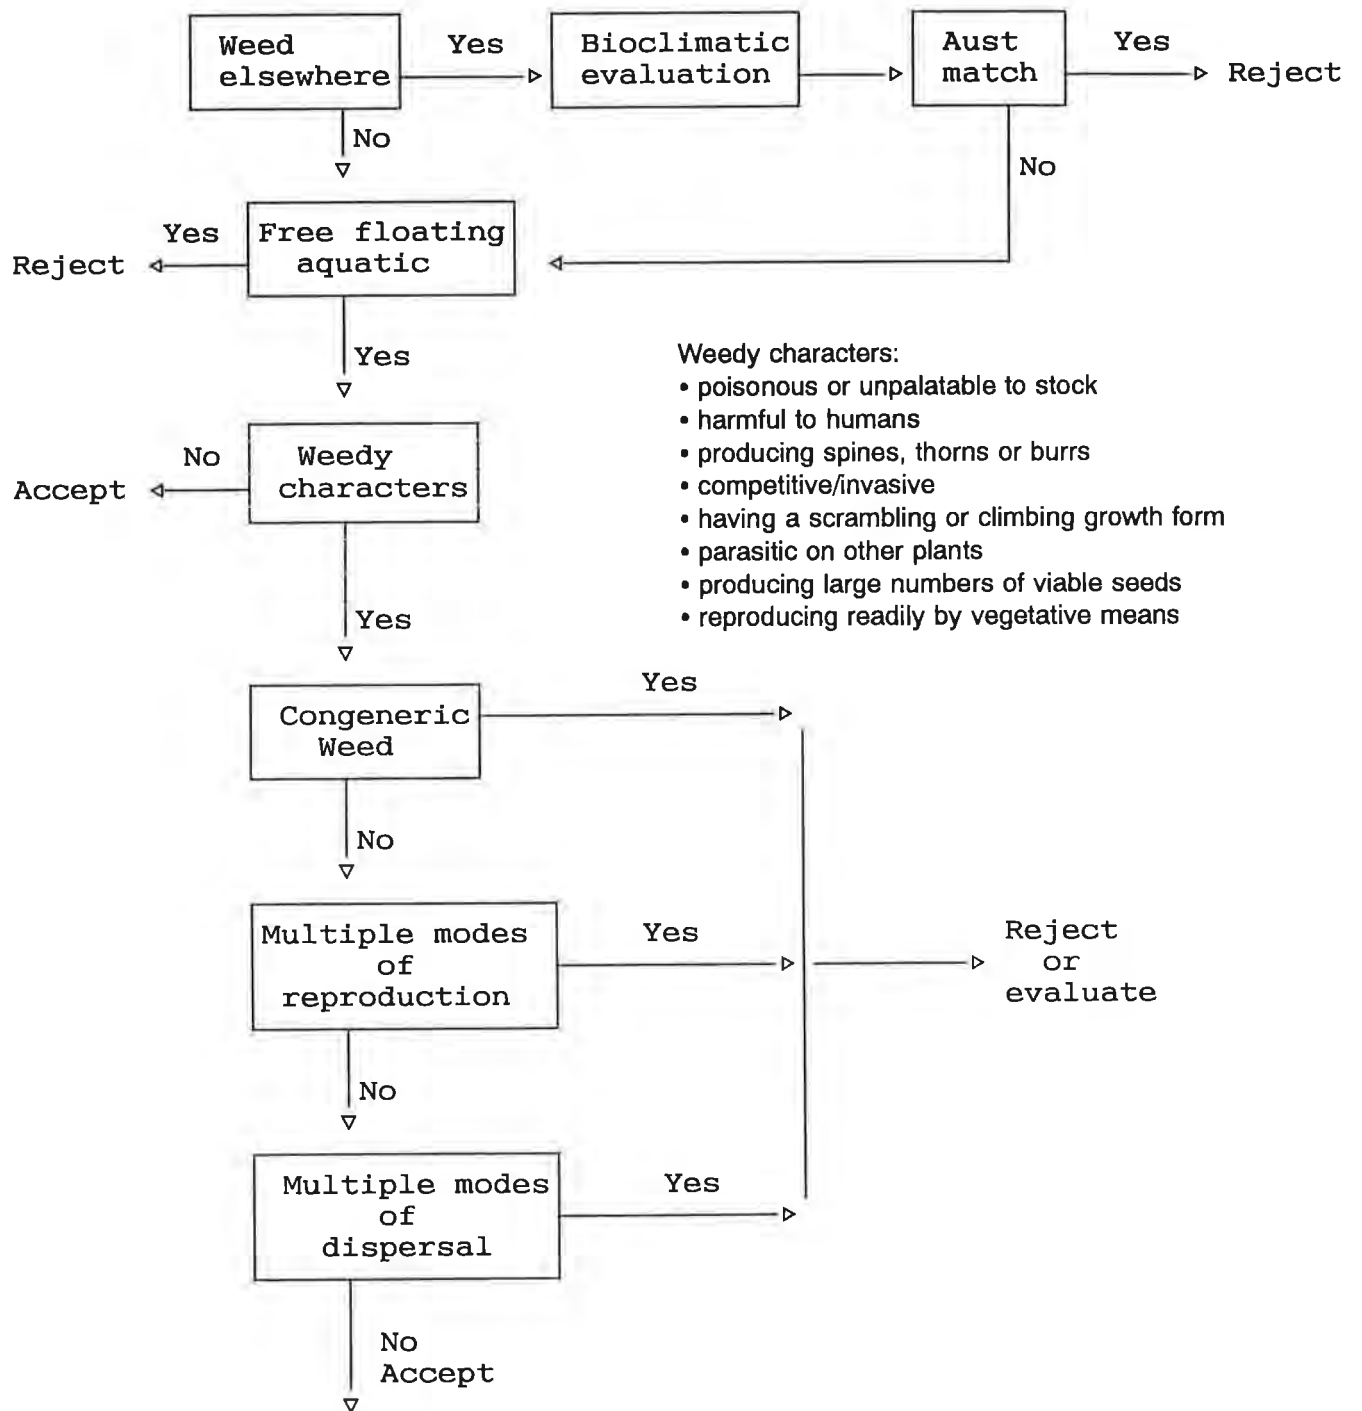 Weed
elsewhere
Yes
Bioclimatic
evaluation
Aust
match
Yes
Reject
No
No
Free floating
aquatic
Yes
Reject
Yes
Weedy
characters
No
Accept
Yes
Weedy characters:
• poisonous or unpalatable to stock
• harmful to humans
• producing spines, thorns or burrs
• competitive/invasive
• having a scrambling or climbing growth form
• parasitic on other plants
• producing large numbers of viable seeds
• reproducing readily by vegetative means
Congeneric
Weed
Yes
No
Multiple modes
of
reproduction
Yes
Reject
or
evaluate
No
Multiple modes
of
dispersal
Yes
No
Accept